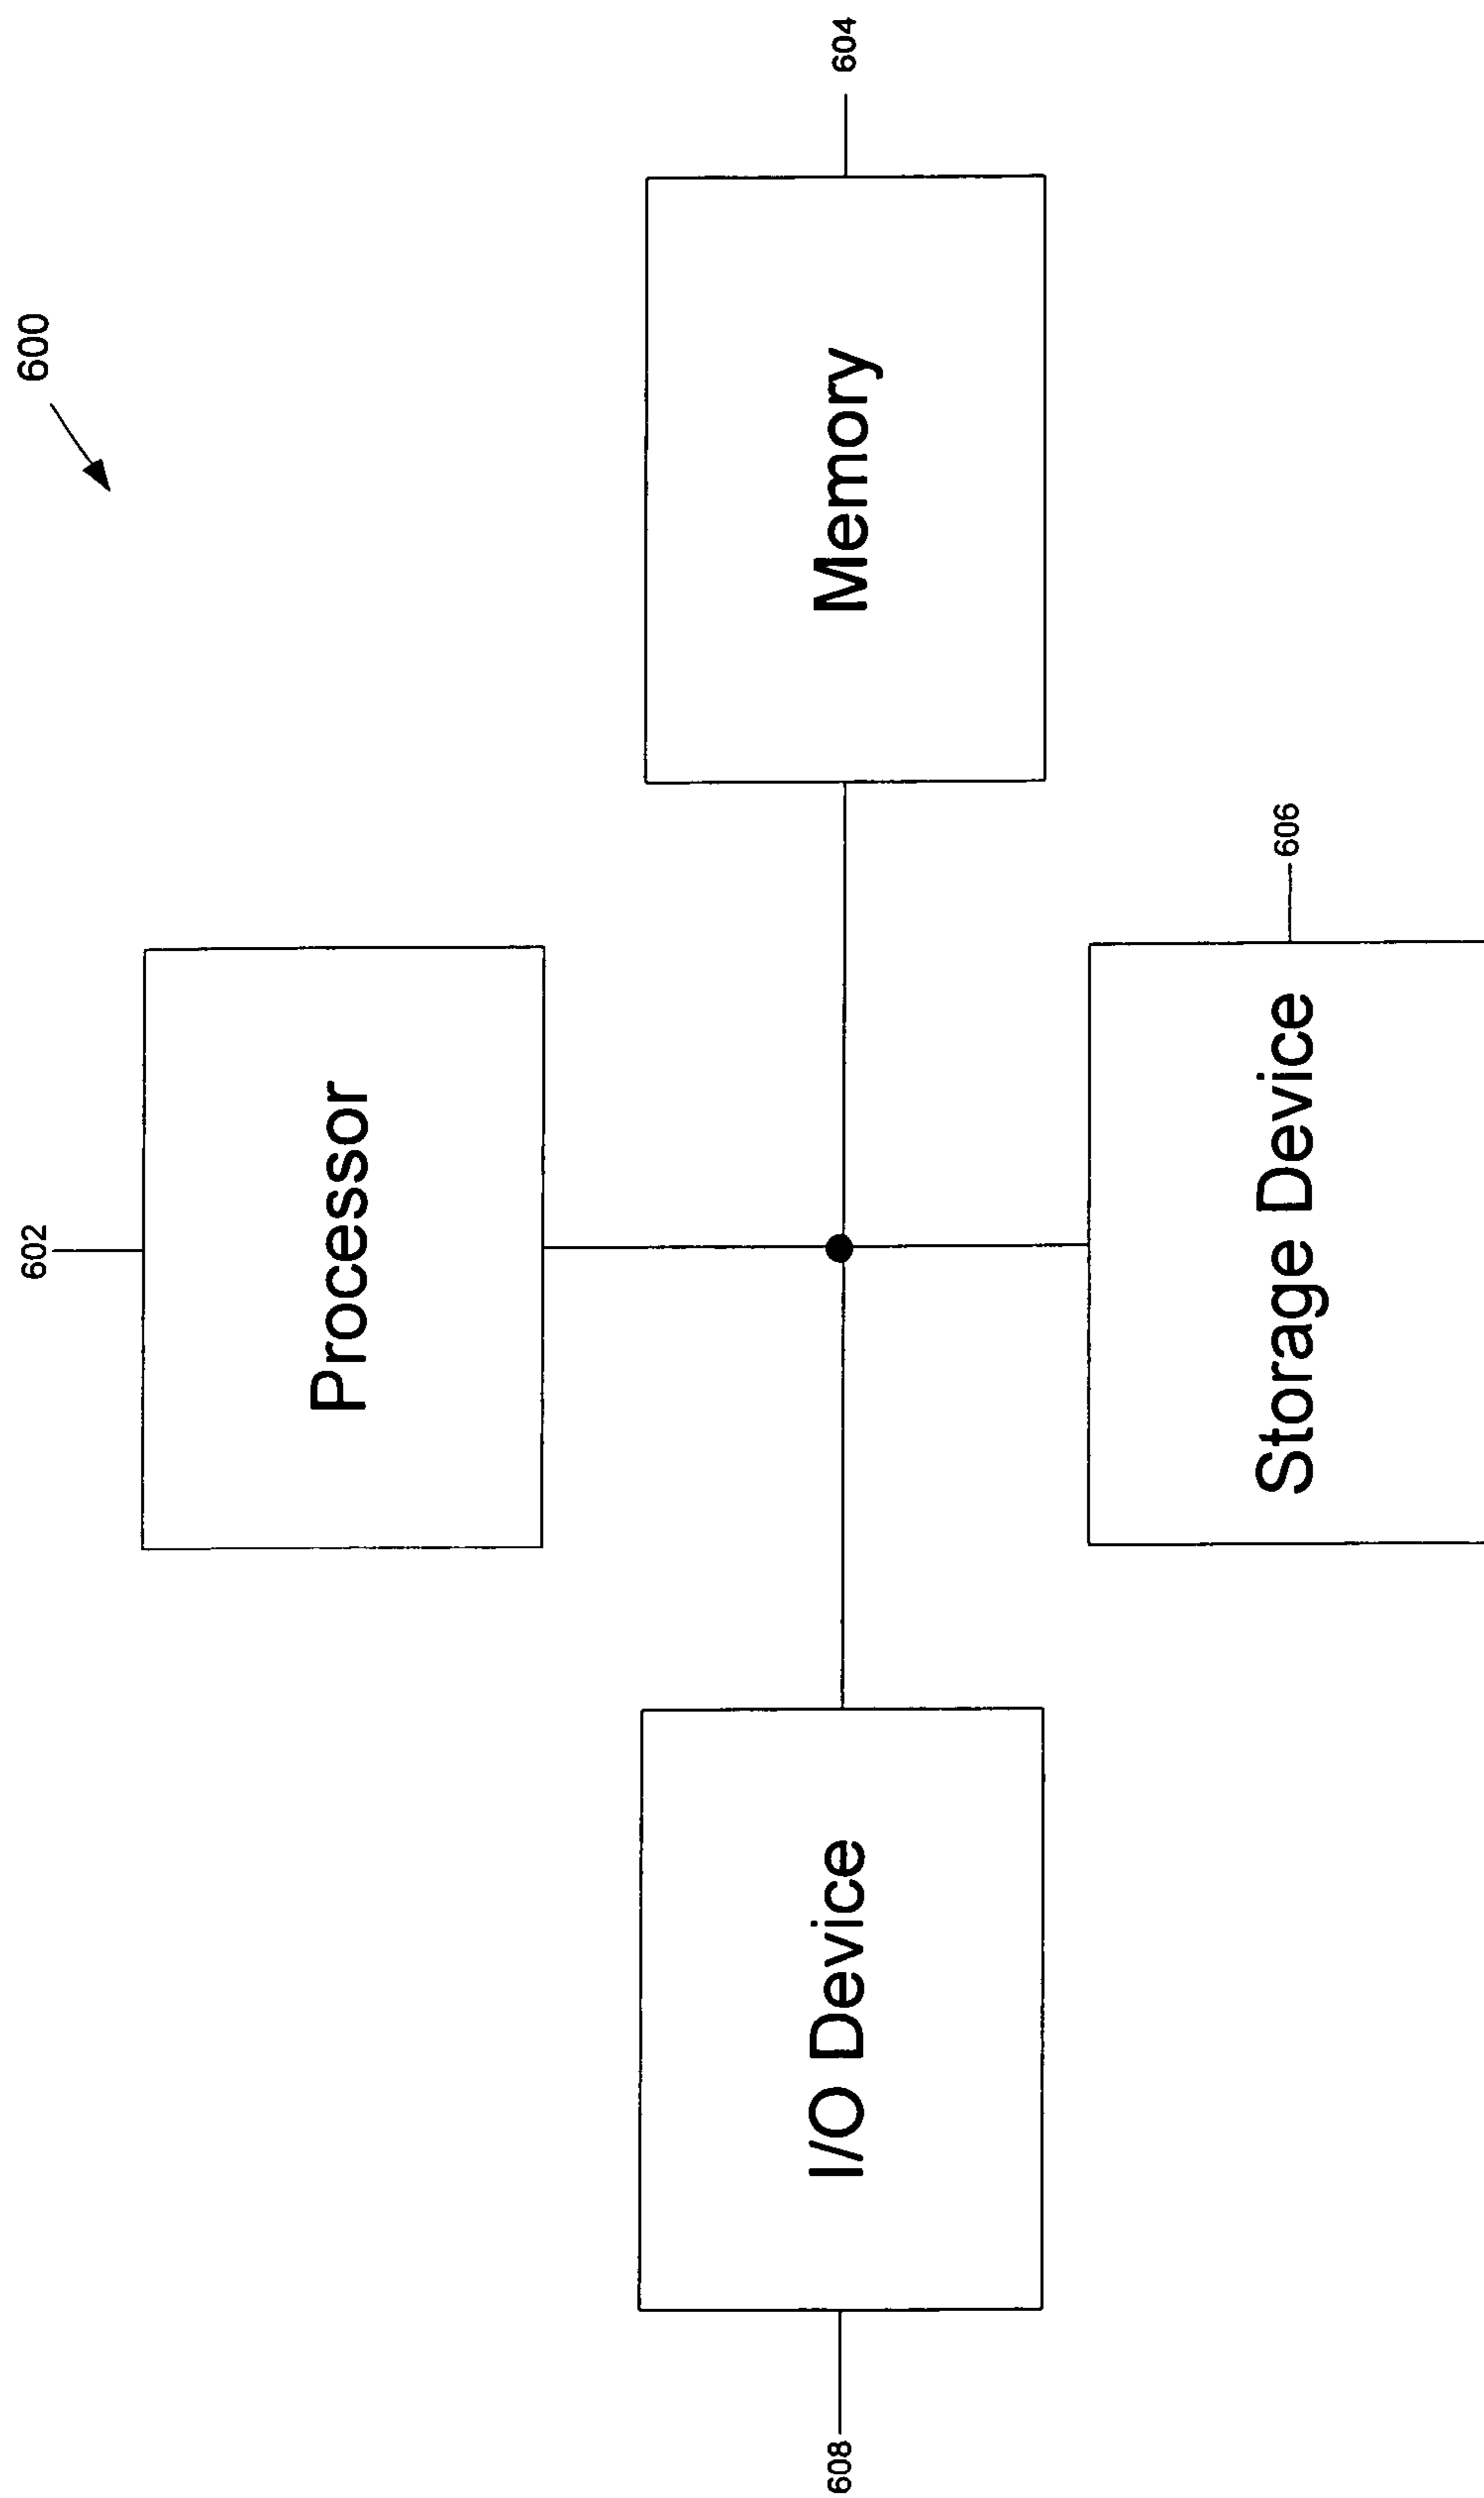 600
602
Processor
I/O Device
608
Memory
604
Storage Device
606